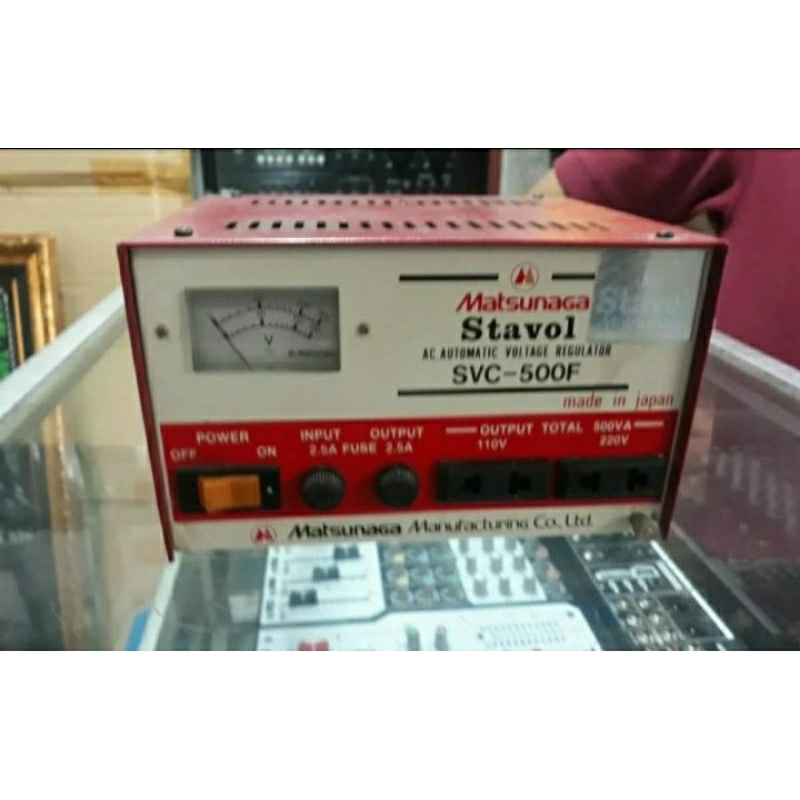 Matsunaga
Stavol
AC AUTOMATIC VOLTAGE REGULATOR
SVC-500F
made in japan
V
POWER
OFF ON
INPUT OUTPUT
2.5A FUSE 2.5A
OUTPUT TOTAL 500VA
110V 220V
Matsunaga Manufacturing Co., Ltd.